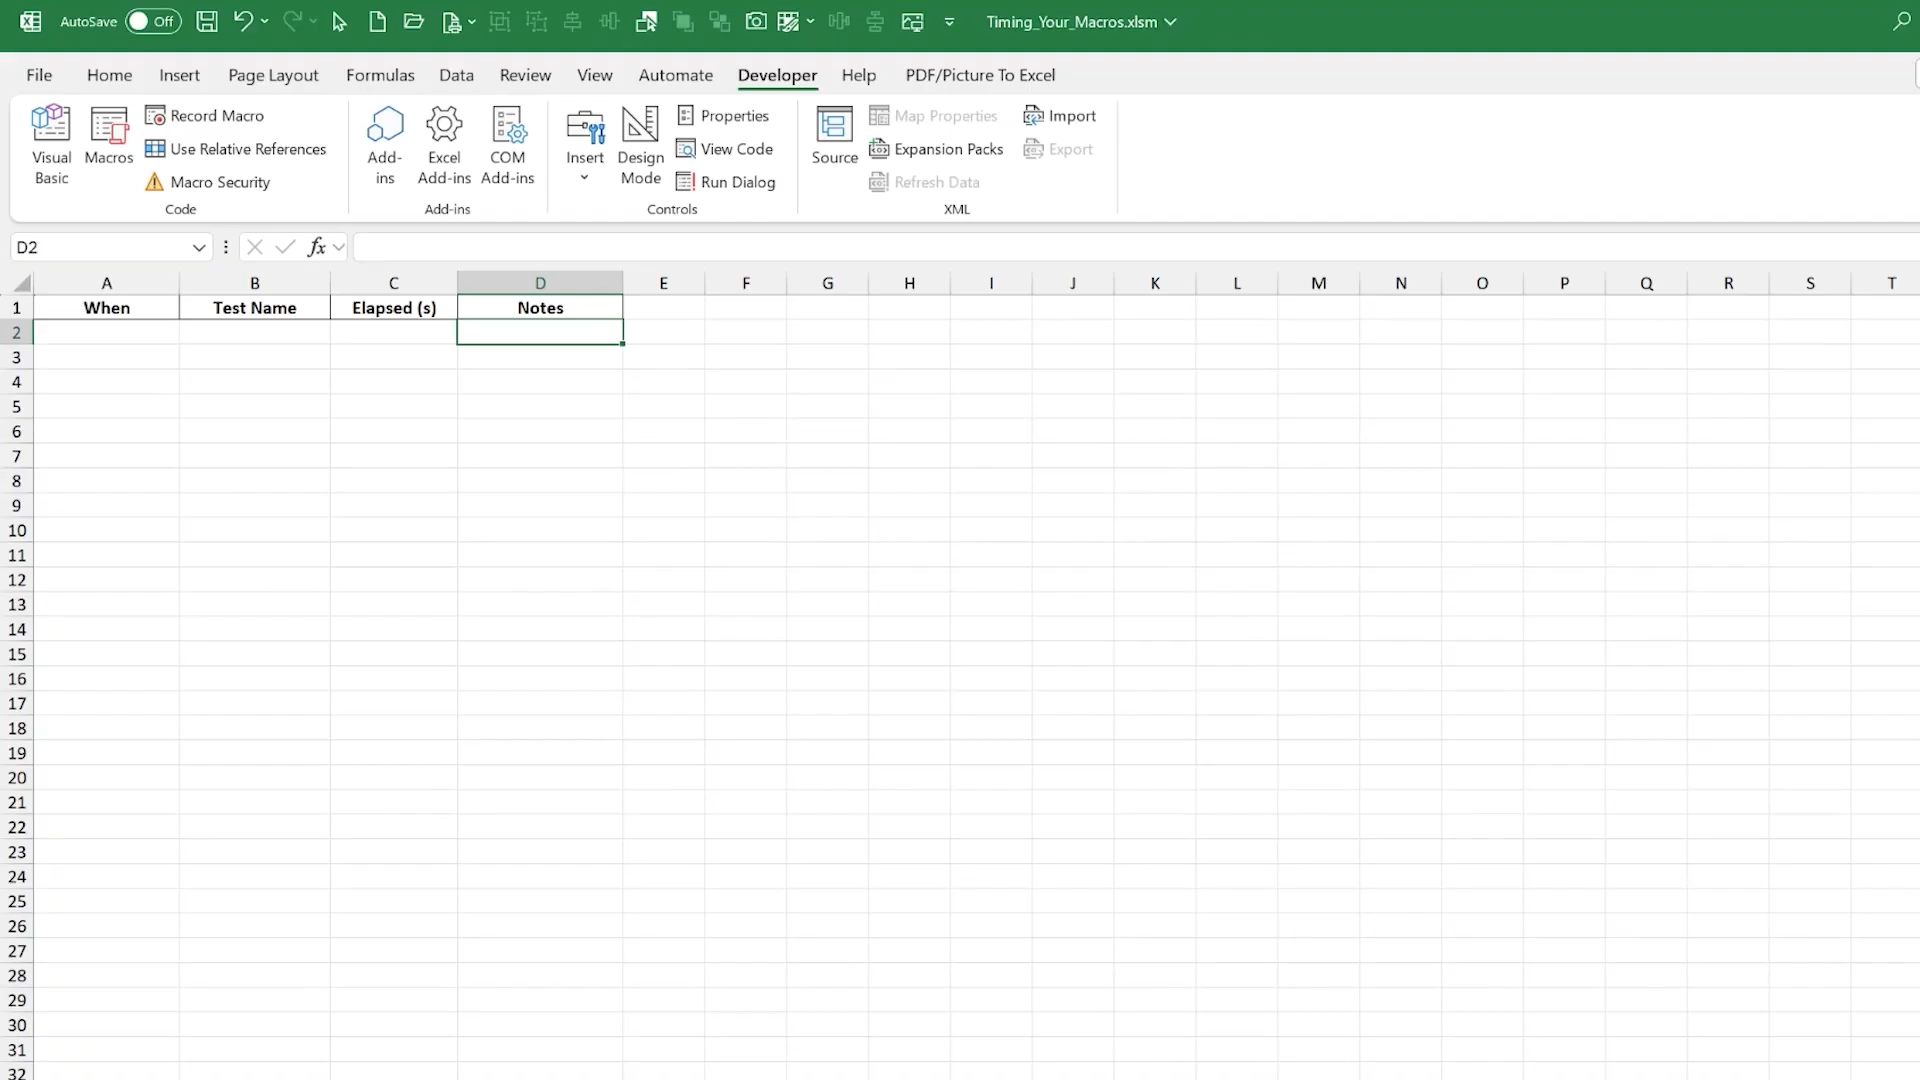 AutoSave Off Timing_Your_Macros.xlsm
File Home Insert Page Layout Formulas Data Review View Automate Developer Help PDF/Picture To Excel
Visual Basic
Macros
Record Macro
Use Relative References
Macro Security
Code
Add-ins
Excel Add-ins
COM Add-ins
Add-ins
Insert
Design Mode
Properties
View Code
Run Dialog
Controls
Source
Map Properties
Expansion Packs
Refresh Data
Import
Export
XML
D2 fx
A B C D E F G H I J K L M N O P Q R S T
1 When Test Name Elapsed (s) Notes
2
3
4
5
6
7
8
9
10
11
12
13
14
15
16
17
18
19
20
21
22
23
24
25
26
27
28
29
30
31
32